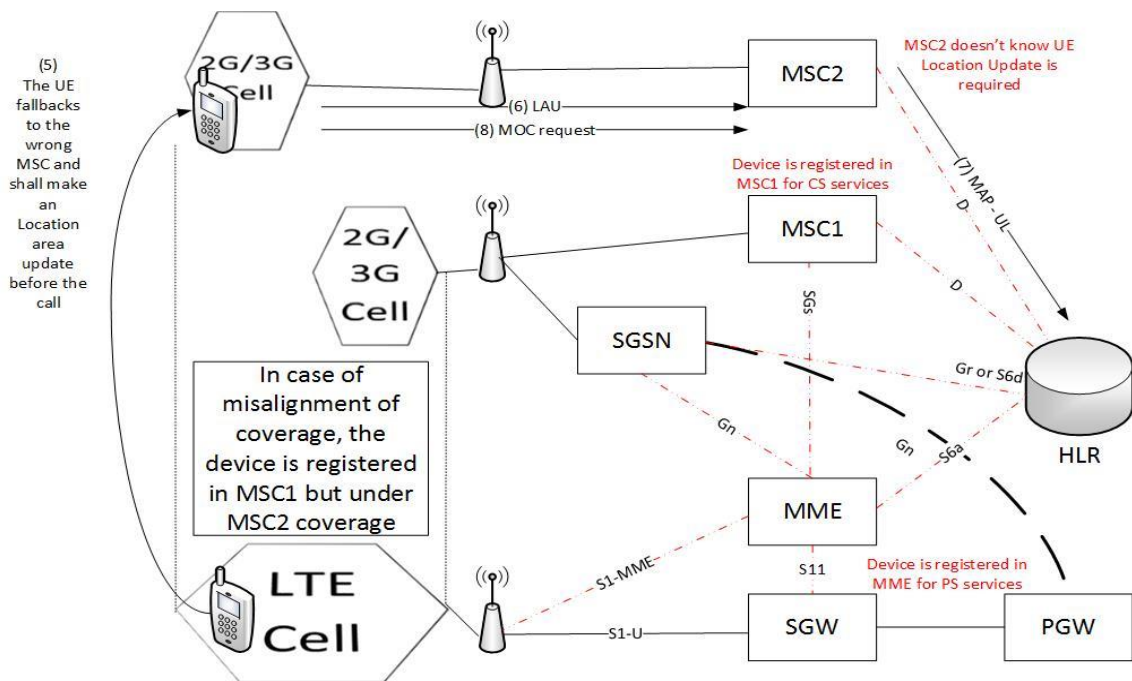 (5)
The UE
fallbacks
to the
wrong
MSC and
shall make
an
Location
area
update
before the
call
2G/3G
Cell
(6) LAU
(8) MOC request
MSC2
MSC2 doesn't know UE
Location Update is
required
(7) MAP - UL
D
Device is registered in
MSC1 for CS services
2G/
3G
Cell
MSC1
D
SGs
SGSN
Gr or S6d
Gn
Gn
S6a
HLR
In case of
misalignment of
coverage, the
device is registered
in MSC1 but under
MSC2 coverage
MME
S1-MME
S11
Device is registered in
MME for PS services
LTE
Cell
S1-U
SGW
PGW